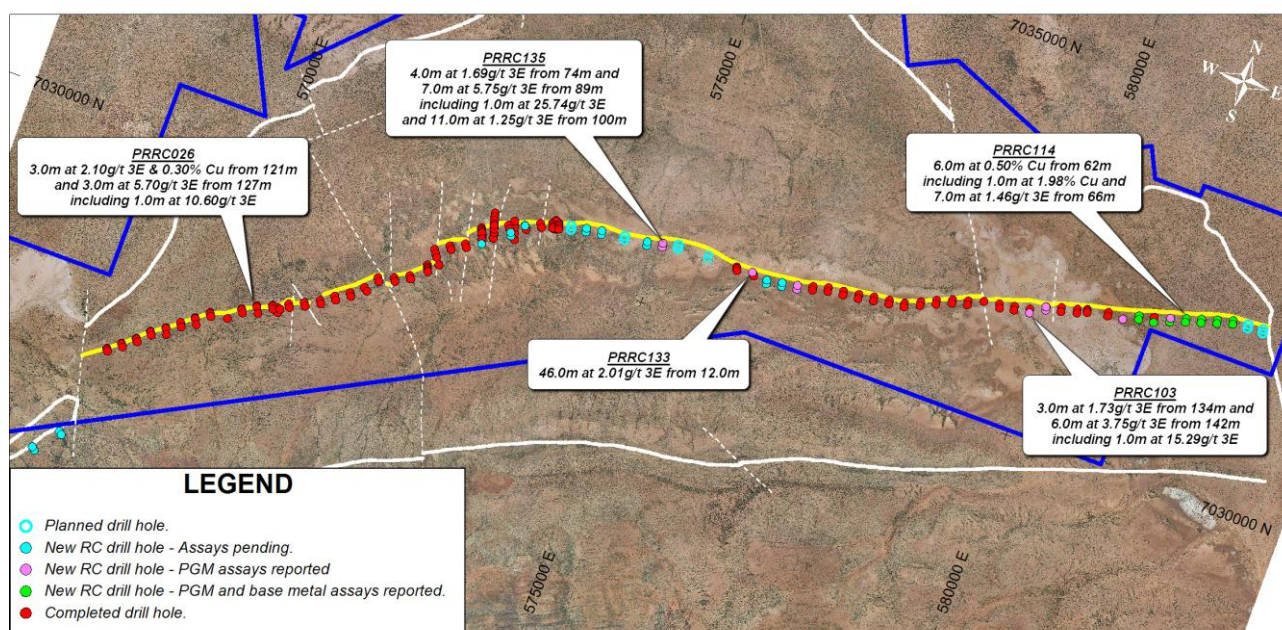 7030000 N
570000 E
575000 E
7035000 N
580000 E
N
W
E
S
PRRC135
4.0m at 1.69g/t 3E from 74m and
7.0m at 5.75g/t 3E from 89m
including 1.0m at 25.74g/t 3E
and 11.0m at 1.25g/t 3E from 100m
PRRC026
3.0m at 2.10g/t 3E & 0.30% Cu from 121m
and 3.0m at 5.70g/t 3E from 127m
including 1.0m at 10.60g/t 3E
PRRC114
6.0m at 0.50% Cu from 62m
including 1.0m at 1.98% Cu and
7.0m at 1.46g/t 3E from 66m
PRRC133
46.0m at 2.01g/t 3E from 12.0m
PRRC103
3.0m at 1.73g/t 3E from 134m and
6.0m at 3.75g/t 3E from 142m
including 1.0m at 15.29g/t 3E
LEGEND
Planned drill hole.
New RC drill hole - Assays pending.
New RC drill hole - PGM assays reported
New RC drill hole - PGM and base metal assays reported.
Completed drill hole.
575000 E
580000 E
7030000 N